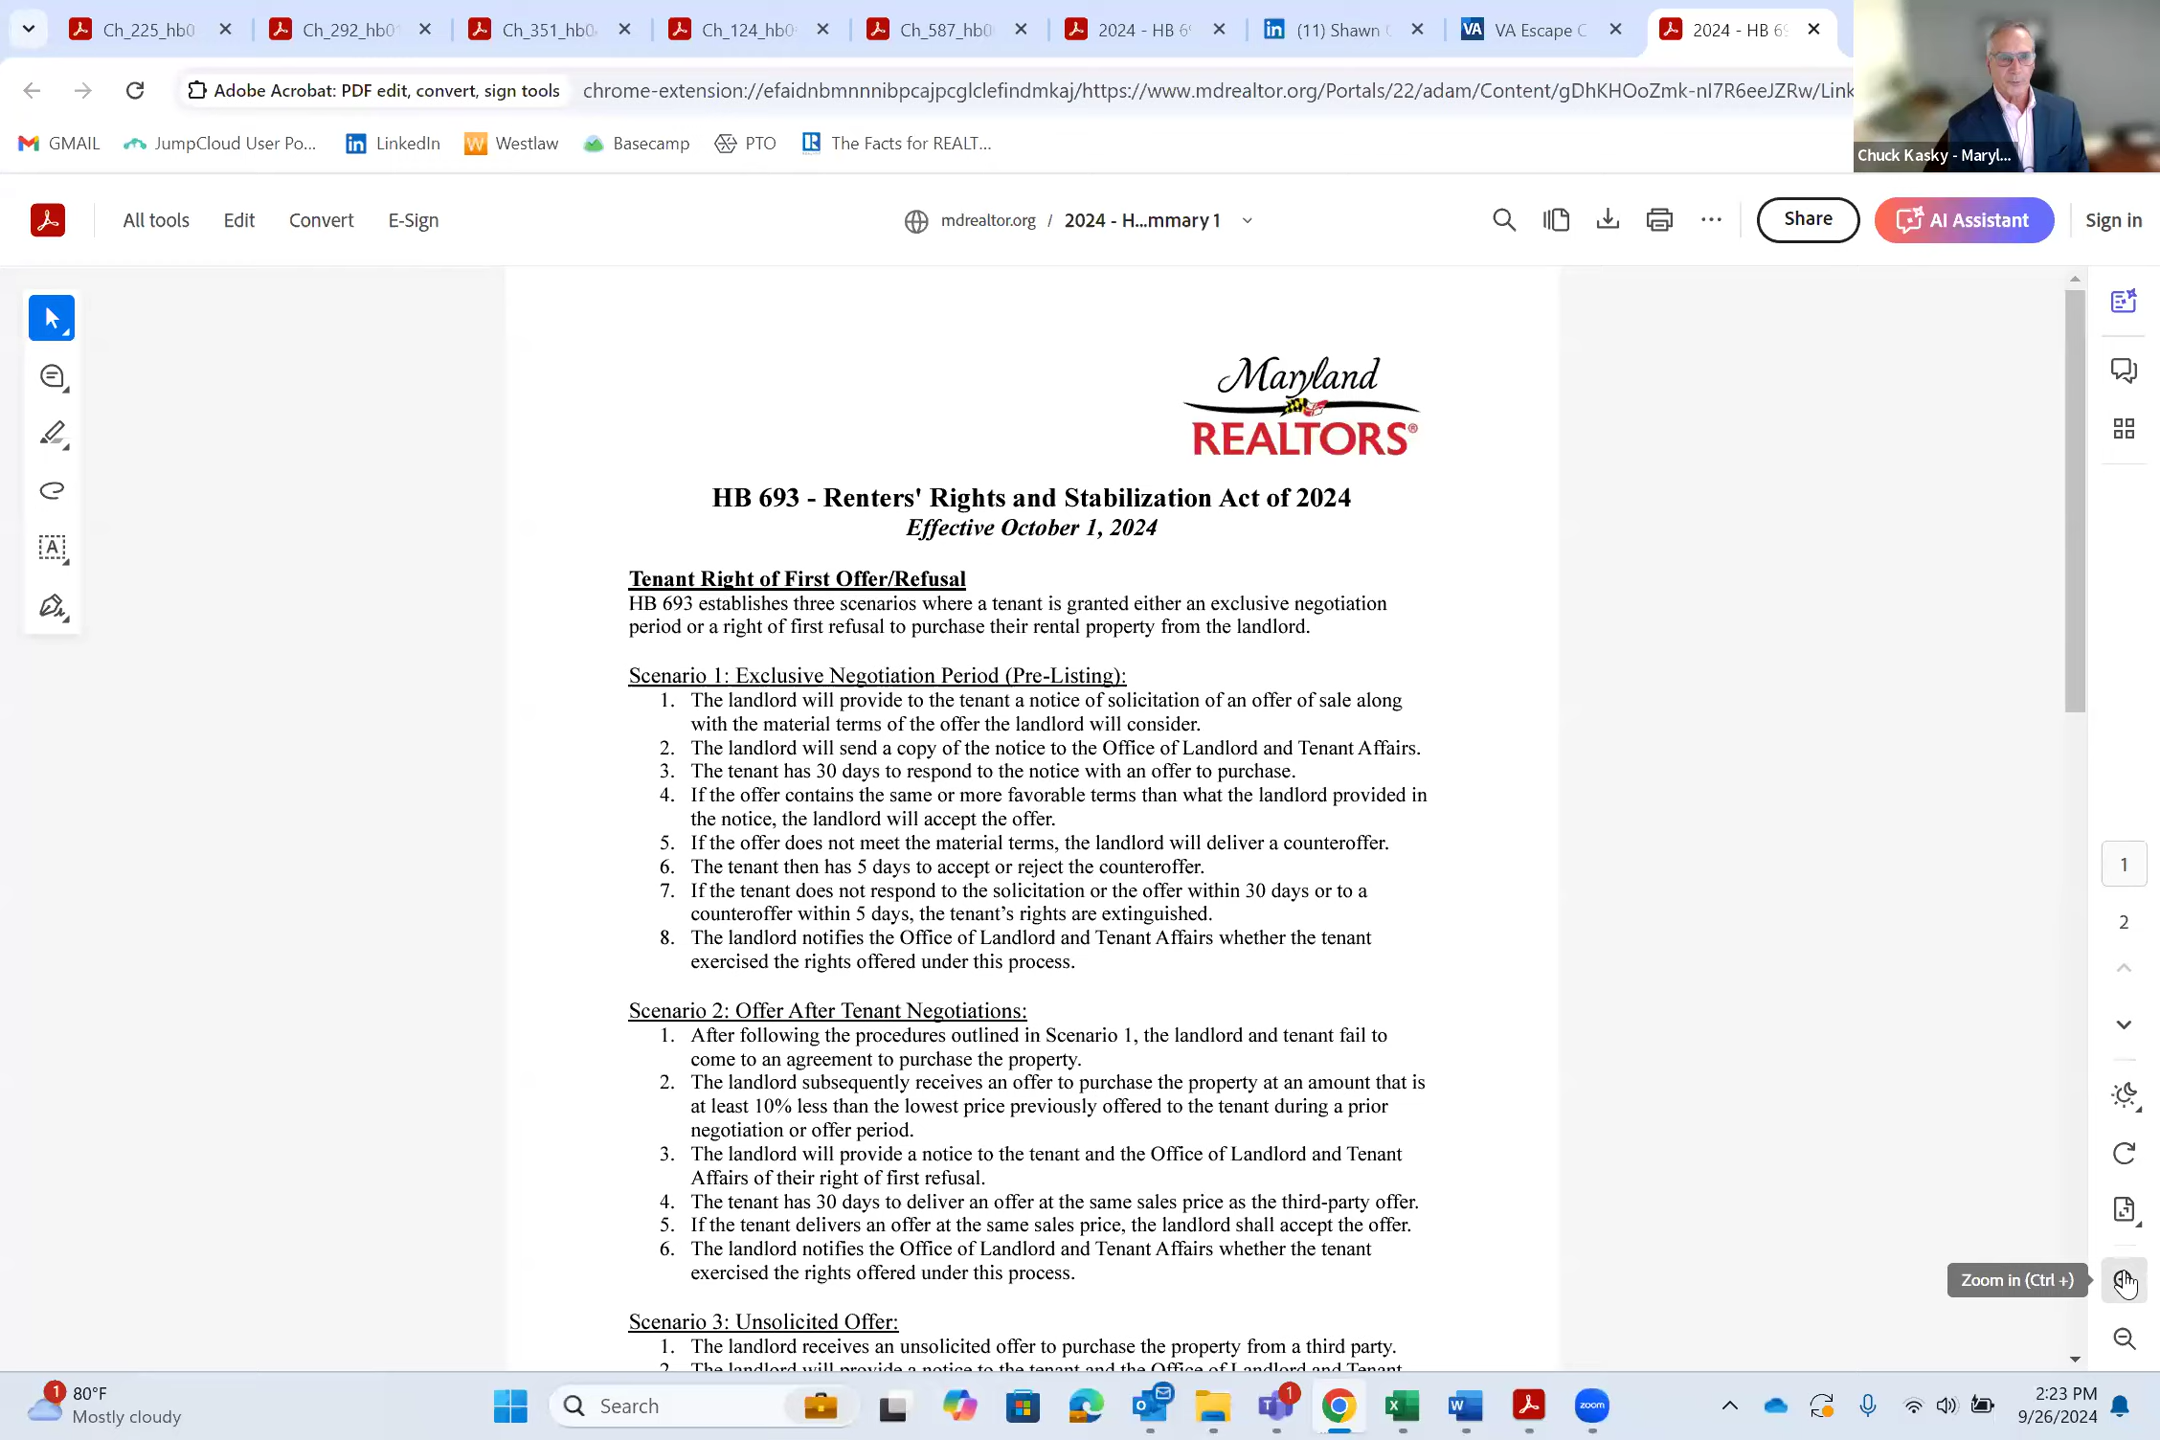 Ch_225_hb0
Ch_292_hb0
Ch_351_hb0
Ch_124_hb0
Ch_587_hb0
2024 - HB 69
(11) Shawn
VA Escape C
2024 - HB 69
Adobe Acrobat: PDF edit, convert, sign tools
chrome-extension://efaidnbmnnnibpcajpcglclefindmkaj/https://www.mdrealtor.org/Portals/22/adam/Content/gDhKHOoZmk-nI7R6eeJZRw/Link
GMAIL
JumpCloud User Po...
LinkedIn
Westlaw
Basecamp
PTO
The Facts for REALT...
Chuck Kasky - Maryl...
All tools
Edit
Convert
E-Sign
mdrealtor.org / 2024 - H...mmary 1
Share
AI Assistant
Sign in
Maryland
REALTORS®
HB 693 - Renters' Rights and Stabilization Act of 2024
Effective October 1, 2024
Tenant Right of First Offer/Refusal
HB 693 establishes three scenarios where a tenant is granted either an exclusive negotiation
period or a right of first refusal to purchase their rental property from the landlord.
Scenario 1: Exclusive Negotiation Period (Pre-Listing):
1. The landlord will provide to the tenant a notice of solicitation of an offer of sale along
with the material terms of the offer the landlord will consider.
2. The landlord will send a copy of the notice to the Office of Landlord and Tenant Affairs.
3. The tenant has 30 days to respond to the notice with an offer to purchase.
4. If the offer contains the same or more favorable terms than what the landlord provided in
the notice, the landlord will accept the offer.
5. If the offer does not meet the material terms, the landlord will deliver a counteroffer.
6. The tenant then has 5 days to accept or reject the counteroffer.
7. If the tenant does not respond to the solicitation or the offer within 30 days or to a
counteroffer within 5 days, the tenant's rights are extinguished.
8. The landlord notifies the Office of Landlord and Tenant Affairs whether the tenant
exercised the rights offered under this process.
Scenario 2: Offer After Tenant Negotiations:
1. After following the procedures outlined in Scenario 1, the landlord and tenant fail to
come to an agreement to purchase the property.
2. The landlord subsequently receives an offer to purchase the property at an amount that is
at least 10% less than the lowest price previously offered to the tenant during a prior
negotiation or offer period.
3. The landlord will provide a notice to the tenant and the Office of Landlord and Tenant
Affairs of their right of first refusal.
4. The tenant has 30 days to deliver an offer at the same sales price as the third-party offer.
5. If the tenant delivers an offer at the same sales price, the landlord shall accept the offer.
6. The landlord notifies the Office of Landlord and Tenant Affairs whether the tenant
exercised the rights offered under this process.
Scenario 3: Unsolicited Offer:
1. The landlord receives an unsolicited offer to purchase the property from a third party.
2. The landlord will provide a notice to the tenant and the Office of Landlord and Tenant
1
2
Zoom in (Ctrl +)
1
80°F
Mostly cloudy
Search
1
zoom
2:23 PM
9/26/2024